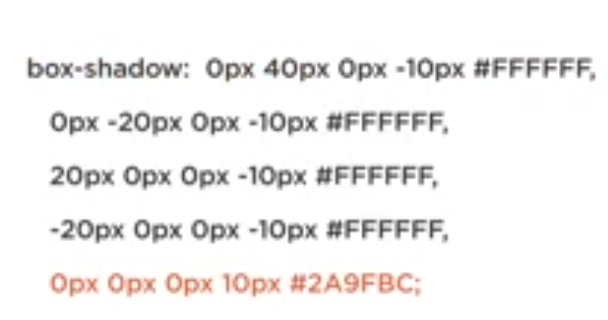 box-shadow: 0px 40px 0px -10px #FFFFFF,
0px -20px 0px -10px #FFFFFF,
20px 0px 0px -10px #FFFFFF,
-20px 0px 0px -10px #FFFFFF,
0px 0px 0px 10px #2A9FBC;